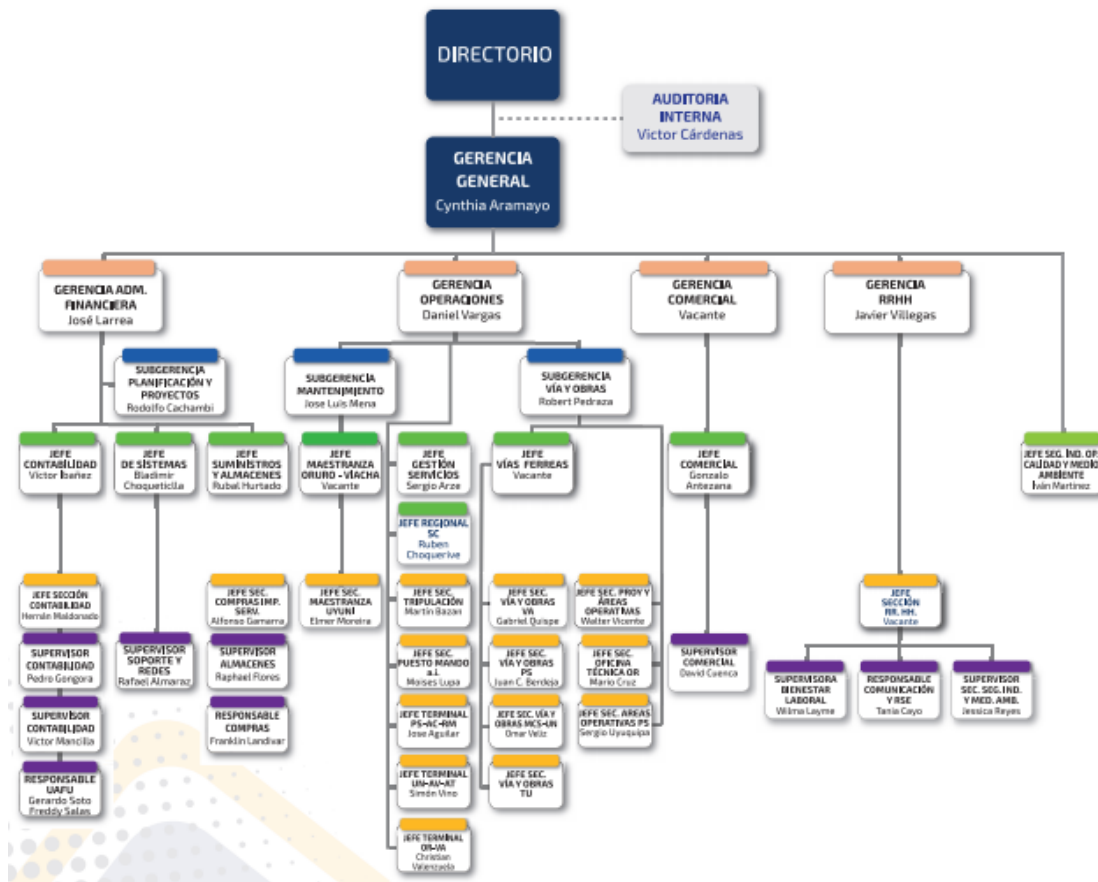 DIRECTORIO
AUDITORIA
INTERNA
Victor Cárdenas
GERENCIA
GENERAL
Cynthia Aramayo
GERENCIA ADM.
FINANCIERA
José Larrea
GERENCIA
OPERACIONES
Daniel Vargas
GERENCIA
COMERCIAL
Vacante
GERENCIA
RRHH
Javier Villegas
SUBGERENCIA
PLANIFICACIÓN Y
PROYECTOS
Rodolfo Cachambi
SUBGERENCIA
MANTENIMIENTO
Jose Luis Mena
SUBGERENCIA
VÍA Y OBRAS
Robert Pedraza
JEFE
CONTABILIDAD
Victor Ibañez
JEFE
DE SISTEMAS
Bladimir
Choqueticlla
JEFE
SUMINISTROS
Y ALMACENES
Rubal Hurtado
JEFE
MAESTRANZA
ORURO - VIACHA
Vacante
JEFE
GESTIÓN
SERVICIOS
Sergio Arze
JEFE
VÍAS FERREAS
Vacante
JEFE
COMERCIAL
Gonzalo
Antezana
JEFE SEG. IND. OP.
CALIDAD Y MEDIO
AMBIENTE
Iván Martinez
JEFE REGIONAL
SC
Ruben
Choquerive
JEFE SECCIÓN
CONTABILIDAD
Hernán Maldonado
JEFE SEC.
COMPRAS IMP.
SERV.
Alfonso Gamarra
JEFE SEC.
MAESTRANZA
UYUNI
Elmer Moreira
JEFE SEC.
TRIPULACIÓN
Martín Bazan
JEFE SEC.
VÍA Y OBRAS
VA
Gabriel Quispe
JEFE SEC. PROY Y
ÁREAS
OPERATIVAS
Walter Vicente
JEFE
SECCIÓN
RR. HH.
Vacante
SUPERVISOR
CONTABILIDAD
Pedro Gongora
SUPERVISOR
SOPORTE Y
REDES
Rafael Almaraz
SUPERVISOR
ALMACENES
Raphael Flores
JEFE SEC.
PUESTO MANDO
a.i.
Moises Lupa
JEFE SEC.
VÍA Y OBRAS
PS
Juan C. Berdeja
JEFE SEC.
OFICINA
TÉCNICA OR
Mario Cruz
SUPERVISOR
COMERCIAL
David Cuenca
SUPERVISORA
BIENESTAR
LABORAL
Wilma Layme
RESPONSABLE
COMUNICACIÓN
Y RSE
Tania Cayo
SUPERVISOR
SEC. SEG. IND.
Y MED. AMB.
Jessica Reyes
SUPERVISOR
CONTABILIDAD
Victor Mancilla
RESPONSABLE
COMPRAS
Franklin Landivar
JEFE TERMINAL
PS-AC-RM
Jose Aguilar
JEFE SEC. VÍA Y
OBRAS MCS-UN
Omar Veliz
JEFE SEC. AREAS
OPERATIVAS PS
Sergio Uyuquipa
RESPONSABLE
UAFU
Gerardo Soto
Freddy Salas
JEFE TERMINAL
UN-AV-AT
Simón Vino
JEFE SEC.
VÍA Y OBRAS
TU
JEFE TERMINAL
OR-VA
Christian
Valenzuela